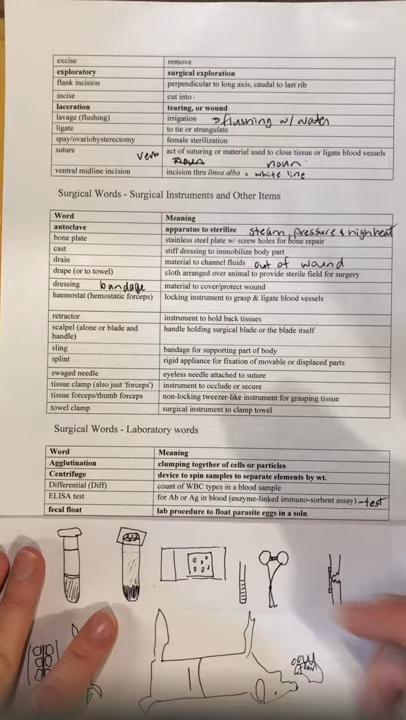 excise remove
exploratory surgical exploration
flank incision perpendicular to long axis, caudal to last rib
incise cut into
laceration tearing, or wound
lavage (flushing) irrigation → flushing w/ water
ligate to tie or strangulate
spay/ovariohysterectomy female sterilization
suture act of suturing or material used to close tissue or ligate blood vessels
verb noun
ventral midline incision incision thru linea alba = white line
Surgical Words - Surgical Instruments and Other Items
Word Meaning
autoclave apparatus to sterilize steam, pressure & high heat
bone plate stainless steel plate w/ screw holes for bone repair
cast stiff dressing to immobilize body part
drain material to channel fluids out of wound
drape (or to towel) cloth arranged over animal to provide sterile field for surgery
dressing bandage material to cover/protect wound
haemostat (hemostatic forceps) locking instrument to grasp & ligate blood vessels
retractor instrument to hold back tissues
scalpel (alone or blade and handle) handle holding surgical blade or the blade itself
sling bandage for supporting part of body
splint rigid appliance for fixation of movable or displaced parts
swaged needle eyeless needle attached to suture
tissue clamp (also just 'forceps') instrument to occlude or secure
tissue forceps/thumb forceps non-locking tweezer-like instrument for grasping tissue
towel clamp surgical instrument to clamp towel
Surgical Words - Laboratory words
Word Meaning
Agglutination clumping together of cells or particles
Centrifuge device to spin samples to separate elements by wt.
Differential (Diff) count of WBC types in a blood sample
ELISA test for Ab or Ag in blood (enzyme-linked immuno-sorbent assay) - test
fecal float lab procedure to float parasite eggs in a soln